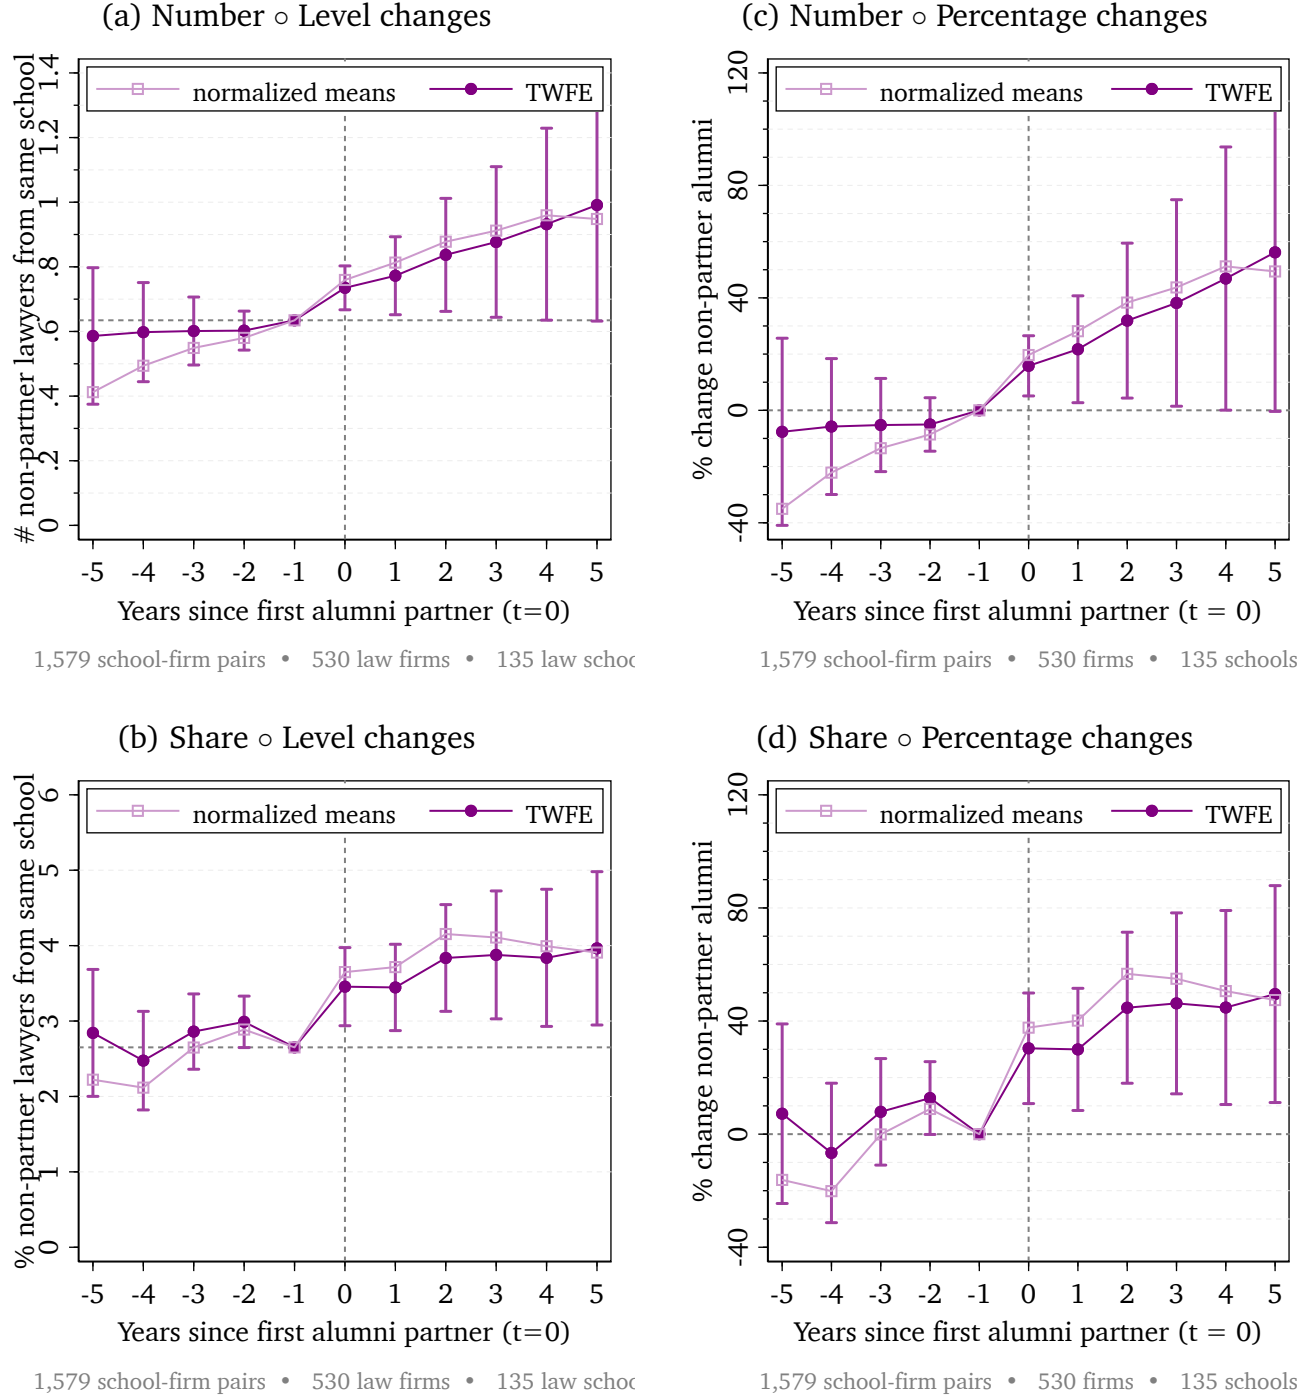 (a) Number ∘ Level changes
# non-partner lawyers from same school
0 .2 .4 .6 .8 1 1.2 1.4
normalized means TWFE
-5 -4 -3 -2 -1 0 1 2 3 4 5
Years since first alumni partner (t=0)
1,579 school-firm pairs • 530 law firms • 135 law schoc
(c) Number ∘ Percentage changes
% change non-partner alumni
-40 0 40 80 120
normalized means TWFE
-5 -4 -3 -2 -1 0 1 2 3 4 5
Years since first alumni partner (t = 0)
1,579 school-firm pairs • 530 firms • 135 schools
(b) Share ∘ Level changes
% non-partner lawyers from same school
0 1 2 3 4 5 6
normalized means TWFE
-5 -4 -3 -2 -1 0 1 2 3 4 5
Years since first alumni partner (t=0)
1,579 school-firm pairs • 530 law firms • 135 law schoc
(d) Share ∘ Percentage changes
% change non-partner alumni
-40 0 40 80 120
normalized means TWFE
-5 -4 -3 -2 -1 0 1 2 3 4 5
Years since first alumni partner (t = 0)
1,579 school-firm pairs • 530 firms • 135 schools